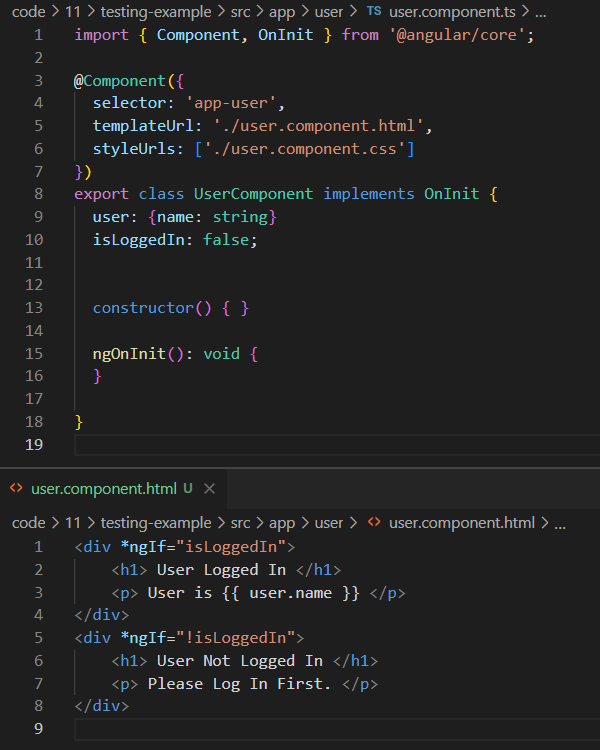 code > 11 > testing-example > src > app > user > TS user.component.ts > ...
1 import { Component, OnInit } from '@angular/core';
2
3 @Component({
4   selector: 'app-user',
5   templateUrl: './user.component.html',
6   styleUrls: ['./user.component.css']
7 })
8 export class UserComponent implements OnInit {
9   user: {name: string}
10   isLoggedIn: false;
11
12
13   constructor() { }
14
15   ngOnInit(): void {
16   }
17
18 }
19
<> user.component.html U ×
code > 11 > testing-example > src > app > user > <> user.component.html > ...
1 <div *ngIf="isLoggedIn">
2     <h1> User Logged In </h1>
3     <p> User is {{ user.name }} </p>
4 </div>
5 <div *ngIf="!isLoggedIn">
6     <h1> User Not Logged In </h1>
7     <p> Please Log In First. </p>
8 </div>
9